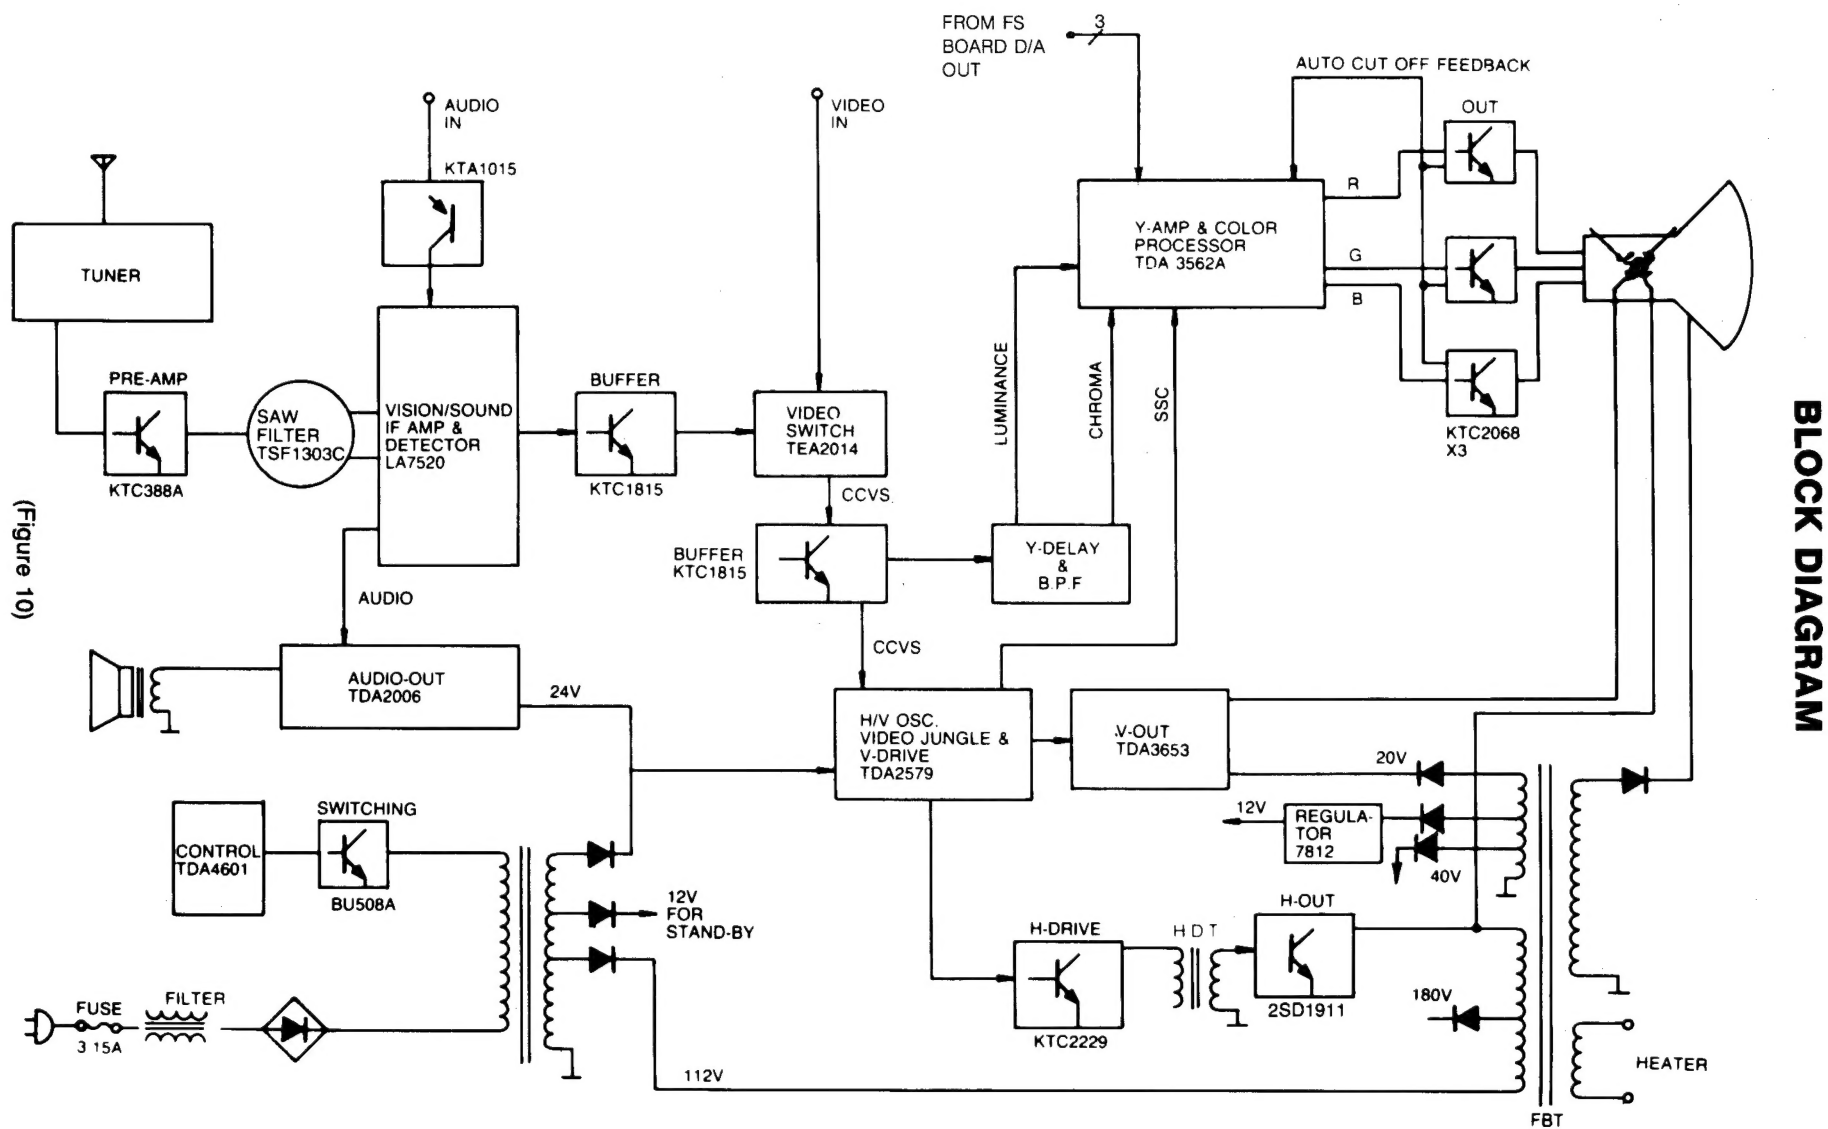 FROM FS
BOARD D/A
OUT
3
AUTO CUT OFF FEEDBACK
OUT
AUDIO
IN
VIDEO
IN
KTA1015
TUNER
R
G
B
Y-AMP & COLOR
PROCESSOR
TDA 3562A
PRE-AMP
KTC388A
SAW
FILTER
TSF1303C
VISION/SOUND
IF AMP &
DETECTOR
LA7520
BUFFER
KTC1815
VIDEO
SWITCH
TEA2014
CCVS
LUMINANCE
CHROMA
SSC
KTC2068
X3
BLOCK DIAGRAM
(Figure 10)
BUFFER
KTC1815
Y-DELAY
&
B.P.F
AUDIO
CCVS
AUDIO-OUT
TDA2006
24V
H/V OSC.
VIDEO JUNGLE &
V-DRIVE
TDA2579
V-OUT
TDA3653
20V
12V
REGULA-
TOR
7812
40V
SWITCHING
CONTROL
TDA4601
BU508A
12V
FOR
STAND-BY
H-DRIVE
KTC2229
HDT
H-OUT
2SD1911
180V
FUSE
3 15A
FILTER
112V
HEATER
FBT